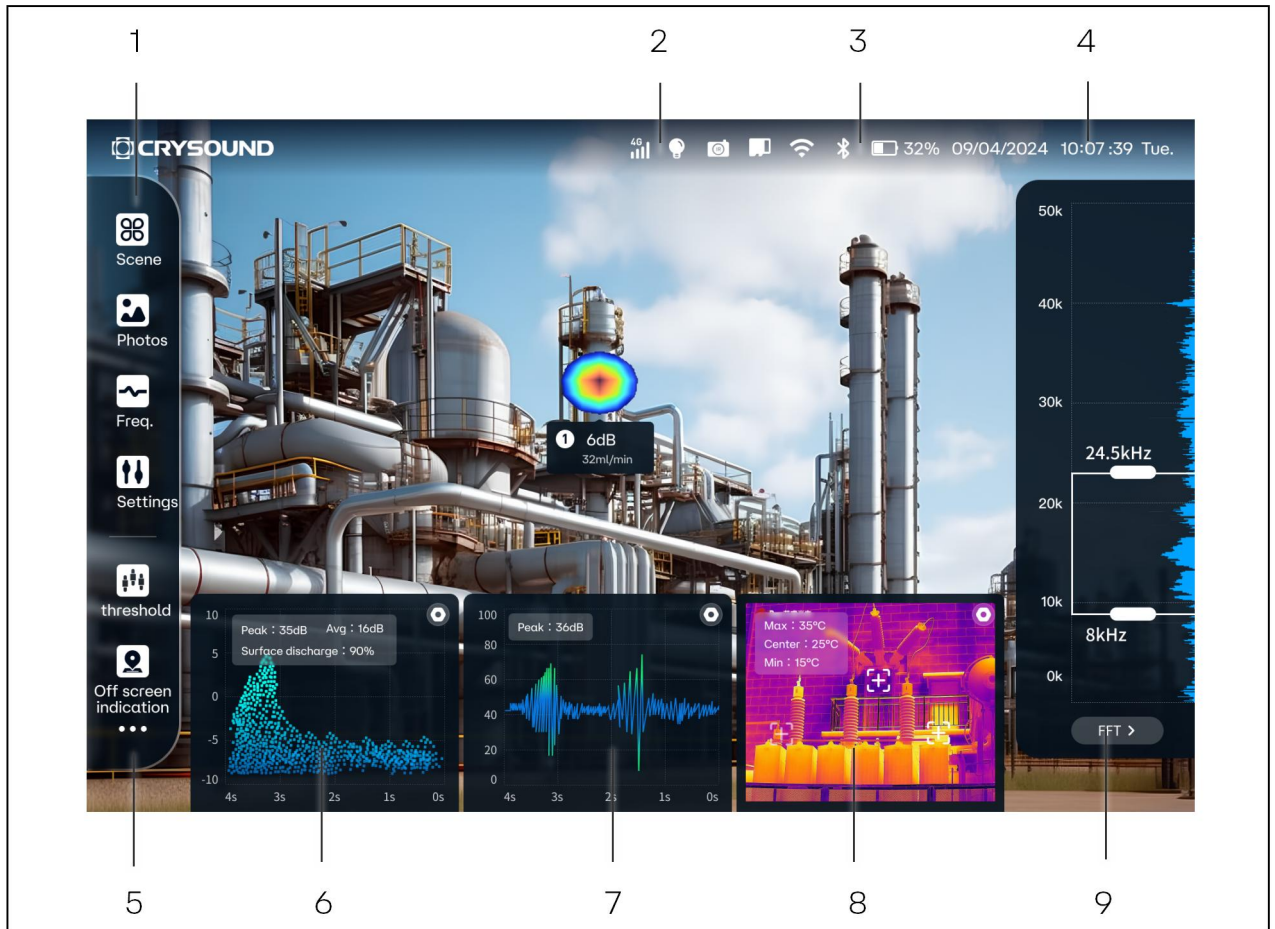 1
2
3
4
CRYSOUND
4G
32% 09/04/2024 10:07:39 Tue.
Scene
Photos
Freq.
Settings
threshold
Off screen
indication
1 6dB
32ml/min
50k
40k
30k
24.5kHz
20k
10k
8kHz
0k
FFT >
10
5
0
-5
-10
Peak：35dB Avg：16dB
Surface discharge：90%
4s 3s 2s 1s 0s
100
80
60
40
20
0
Peak：36dB
4s 3s 2s 1s 0s
Max：35°C
Center：25°C
Min：15°C
5
6
7
8
9